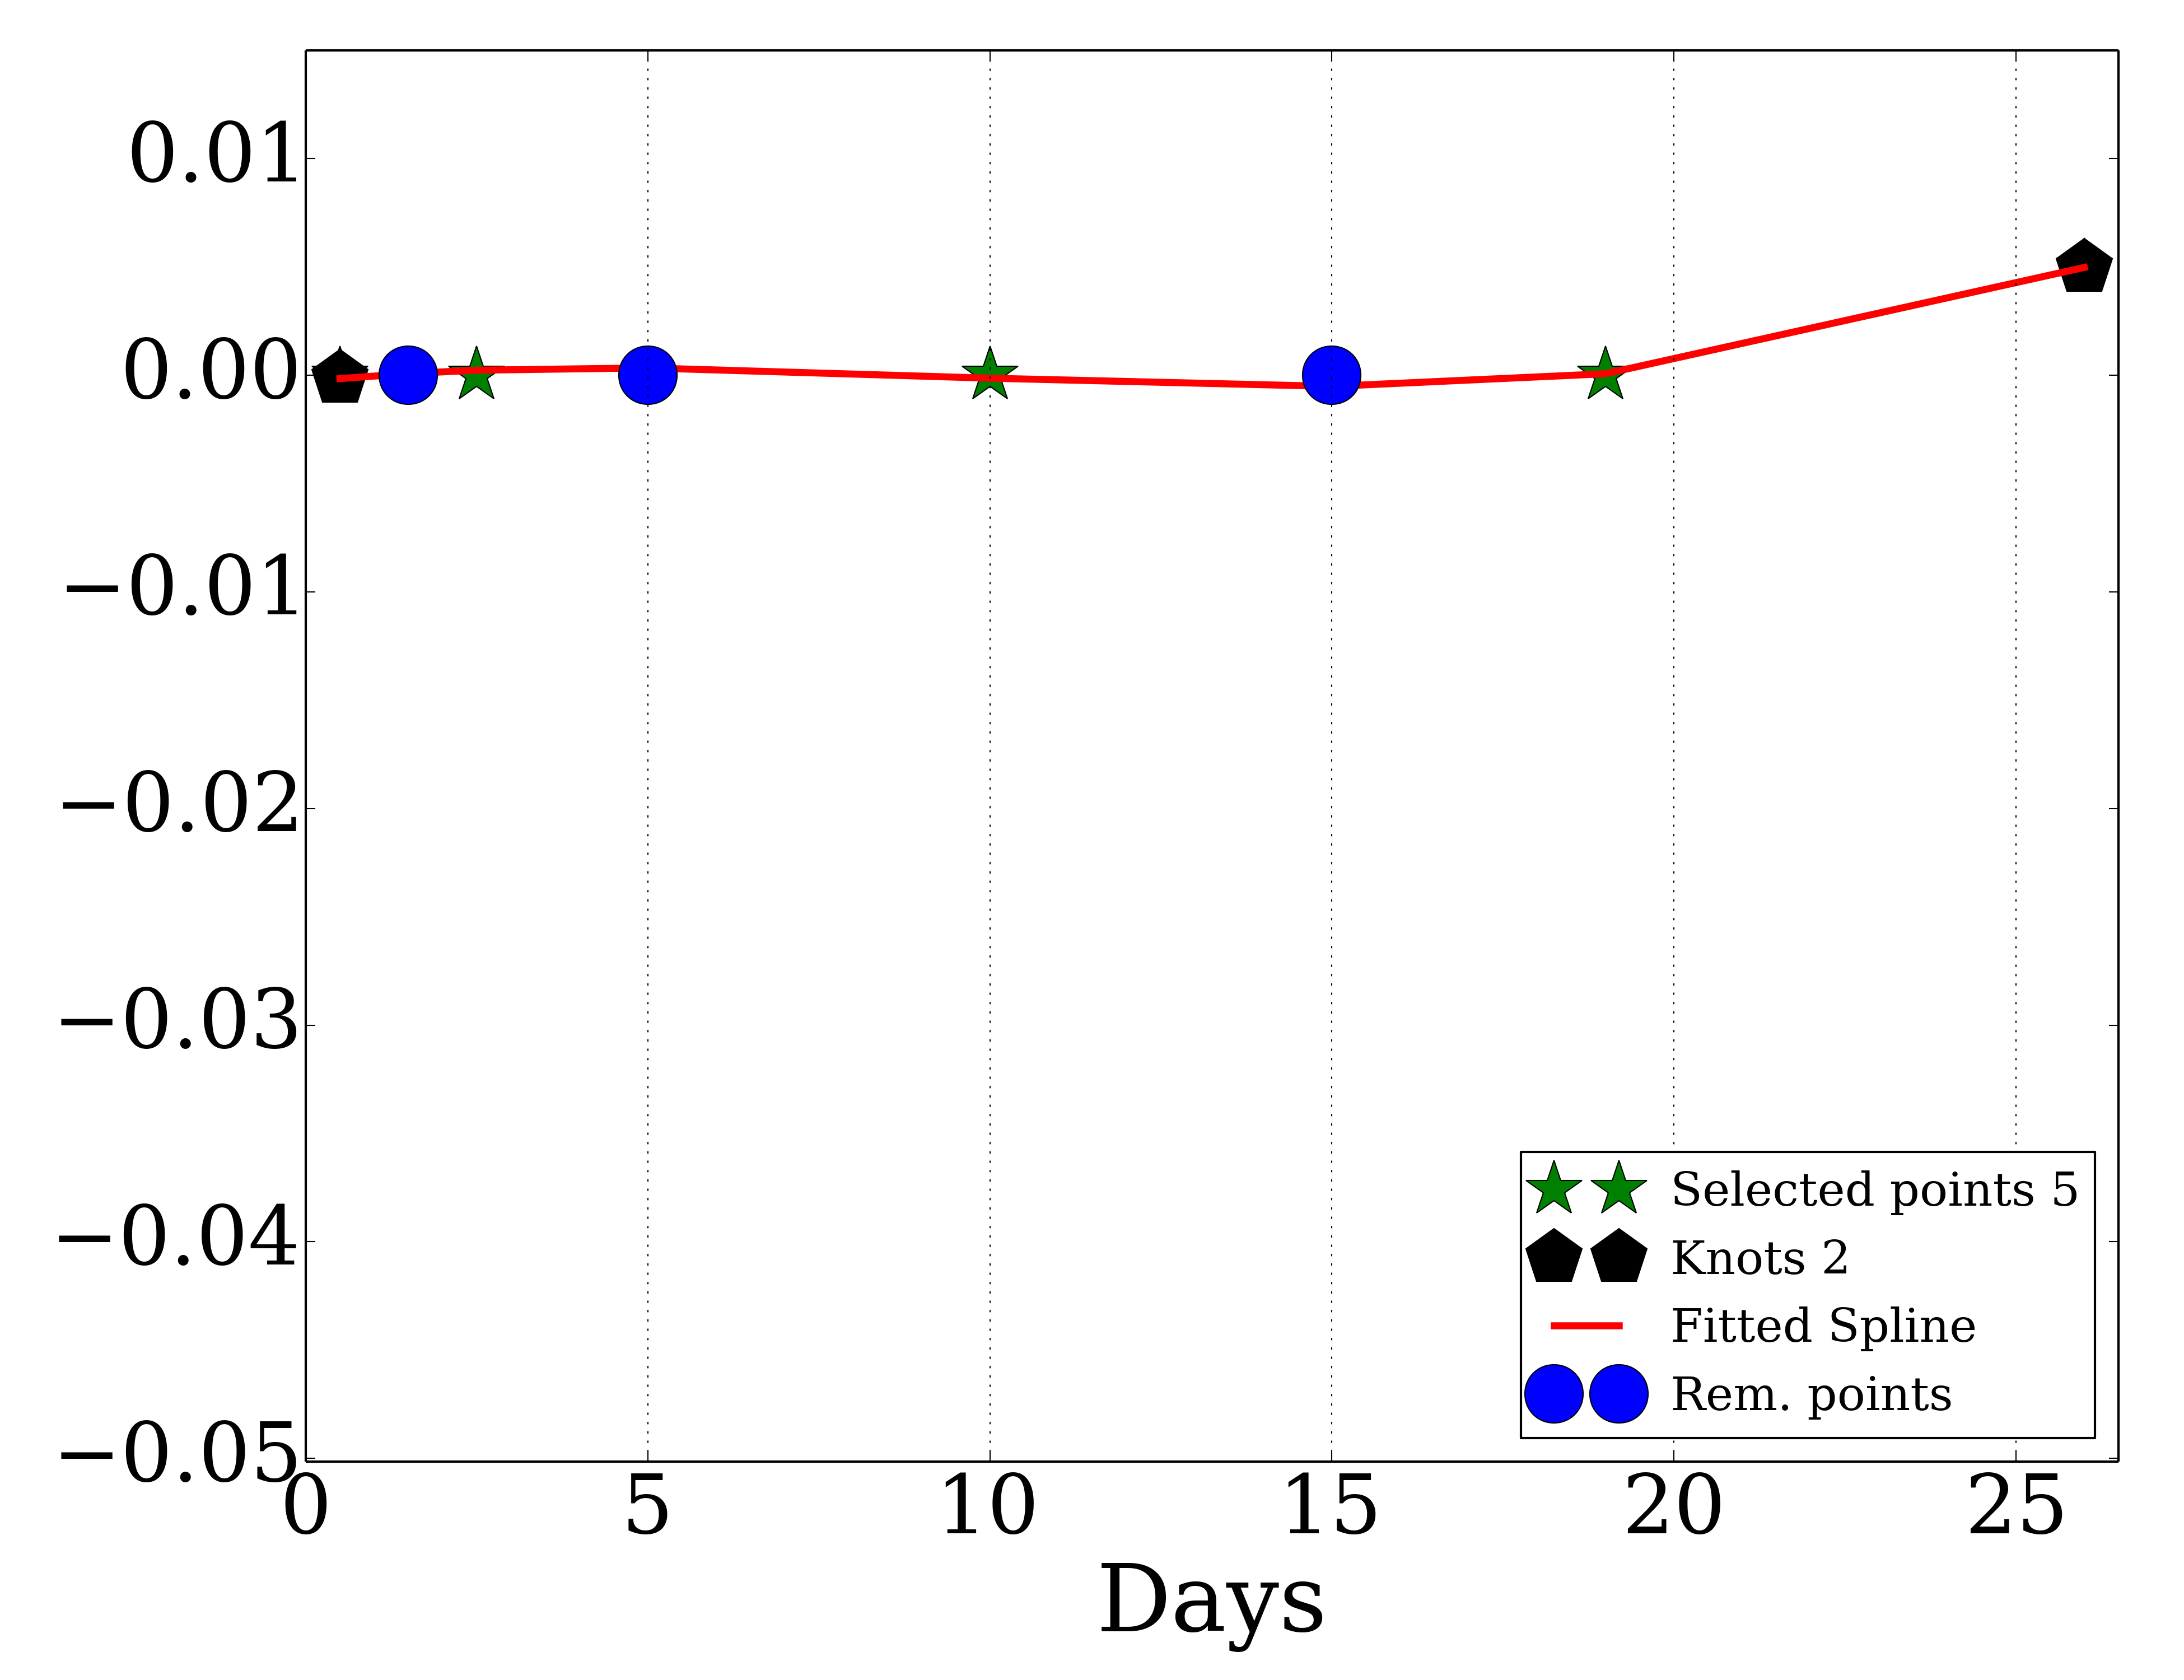 0.01
0.00
−0.01
−0.02
−0.03
−0.04
−0.05
0 5 10 15 20 25
Days
Selected points 5
Knots 2
Fitted Spline
Rem. points